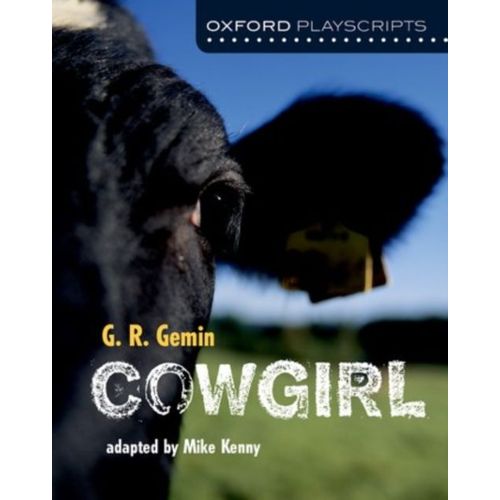 OXFORD PLAYSCRIPTS
G. R. Gemin
COWGIRL
adapted by Mike Kenny